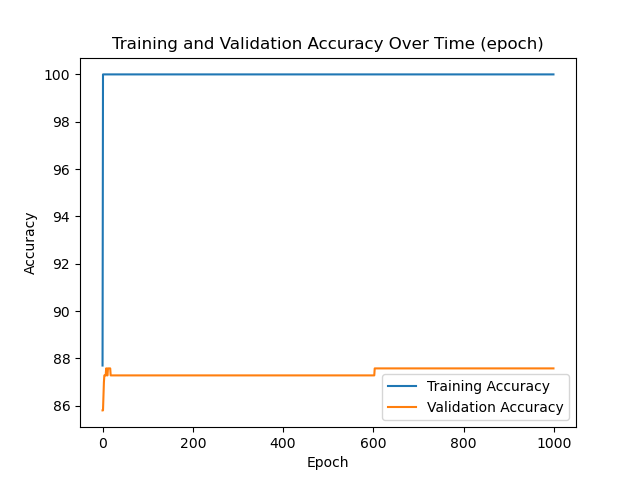 Training and Validation Accuracy Over Time (epoch)
100
98
96
94
92
90
88
86
Accuracy
0
200
400
600
800
1000
Epoch
Training Accuracy
Validation Accuracy